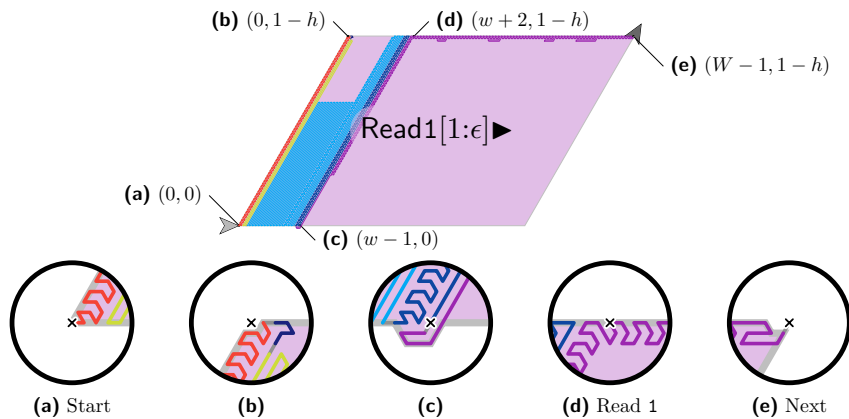 (b) (0, 1 − h)
(d) (w + 2, 1 − h)
(e) (W − 1, 1 − h)
Read1[1:ϵ]▶
(a) (0, 0)
(c) (w − 1, 0)
(a) Start
(b)
(c)
(d) Read 1
(e) Next